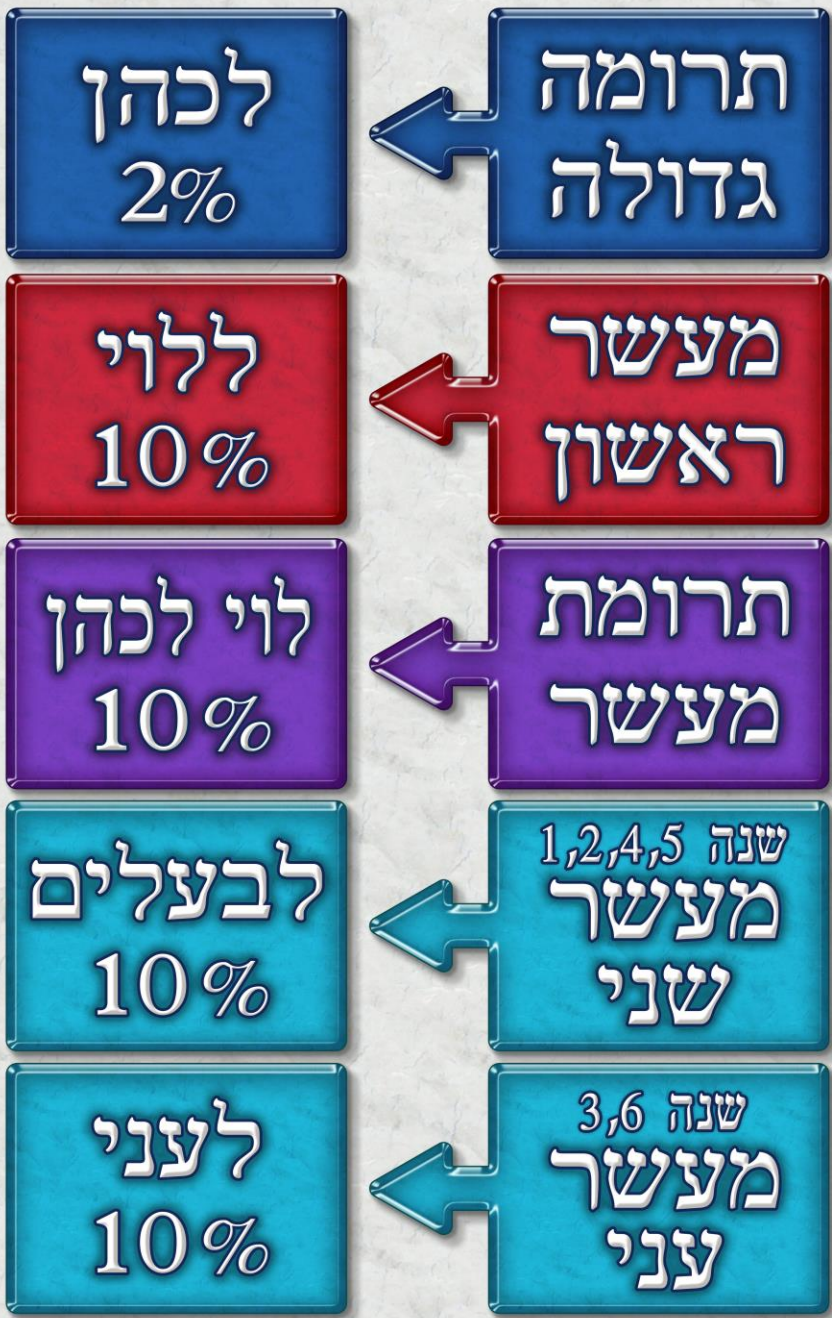 תרומה
גדולה
לכהן
2%
מעשר
ראשון
ללוי
10%
תרומת
מעשר
לוי לכהן
10%
שנה 1,2,4,5
מעשר
שני
לבעלים
10%
שנה 3,6
מעשר
עני
לעני
10%